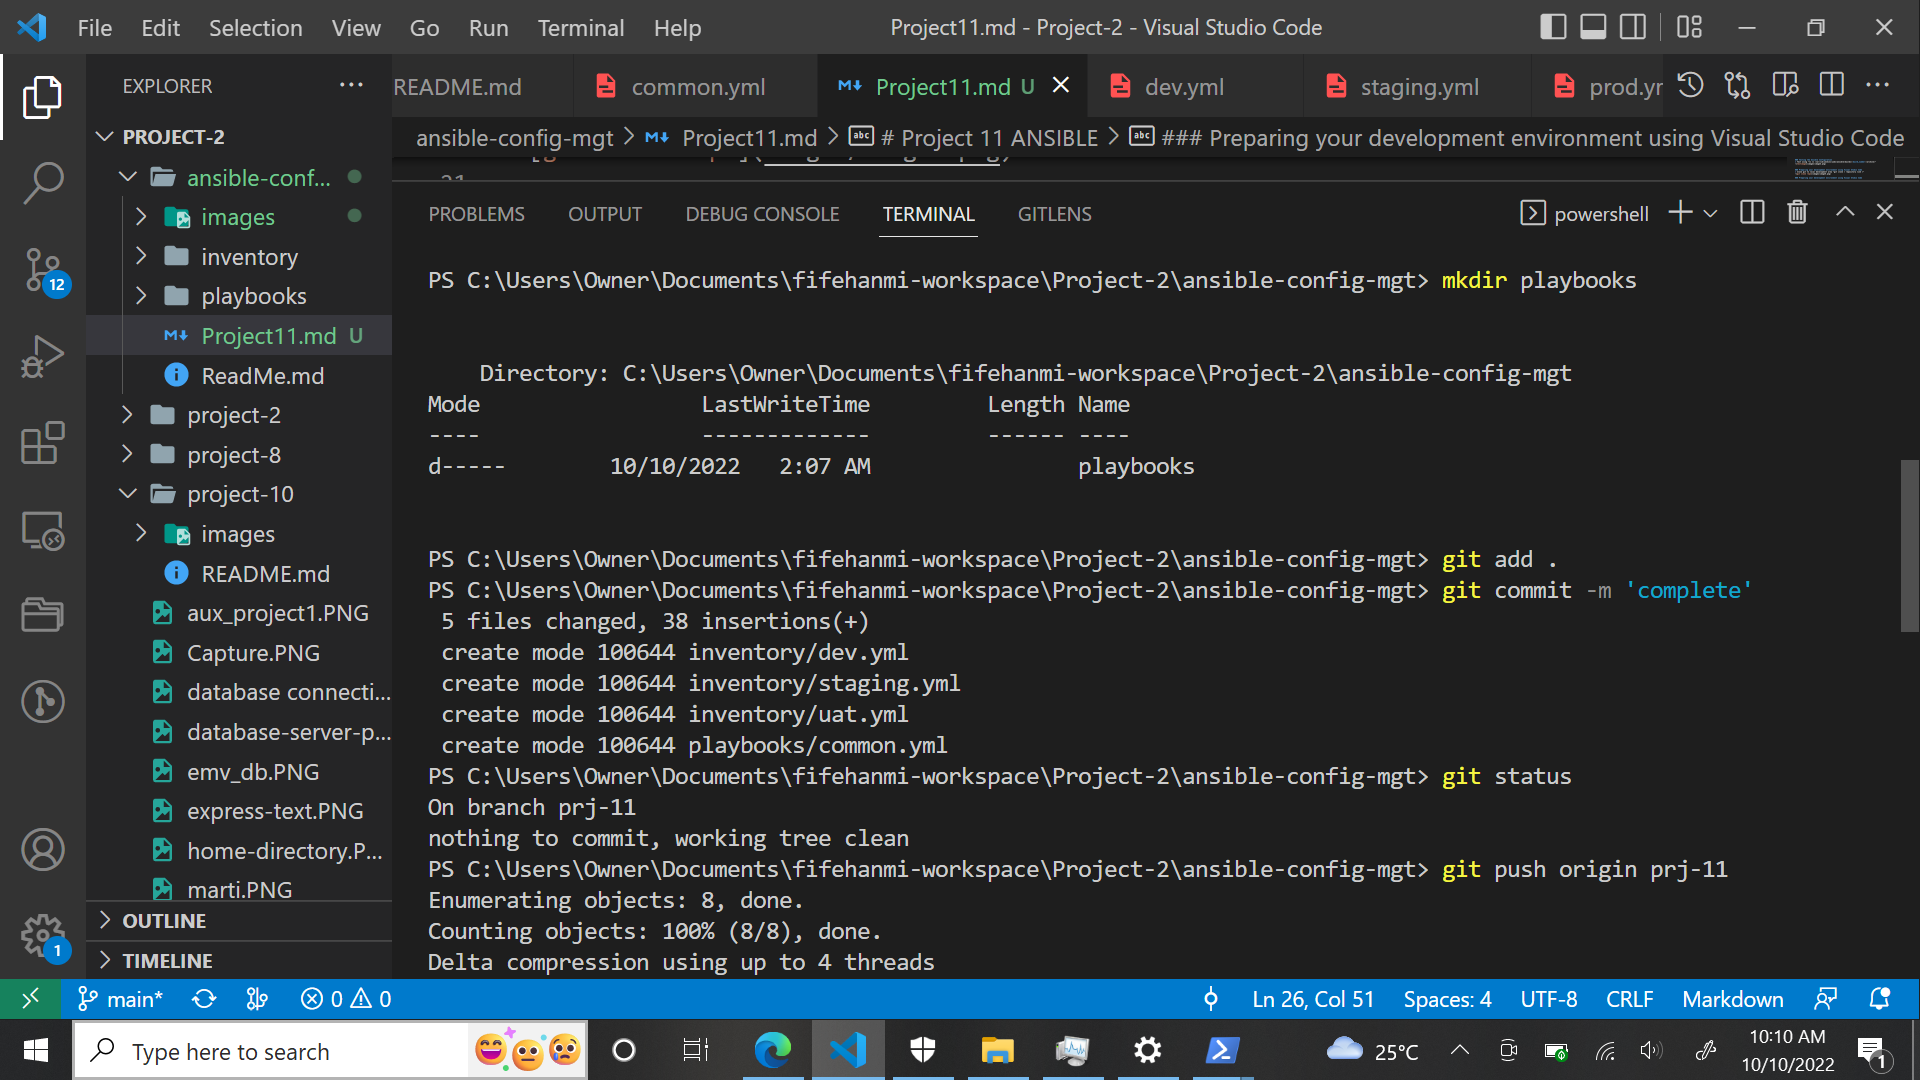 File Edit Selection View Go Run Terminal Help
Project11.md - Project-2 - Visual Studio Code
EXPLORER
README.md
common.yml
Project11.md U
dev.yml
staging.yml
prod.yr
PROJECT-2
ansible-config-mgt > Project11.md > # Project 11 ANSIBLE > ### Preparing your development environment using Visual Studio Code
ansible-conf...
images
inventory
playbooks
Project11.md U
ReadMe.md
project-2
project-8
project-10
images
README.md
aux_project1.PNG
Capture.PNG
database connecti...
database-server-p...
emv_db.PNG
express-text.PNG
home-directory.P...
marti.PNG
OUTLINE
TIMELINE
12
1
PROBLEMS OUTPUT DEBUG CONSOLE TERMINAL GITLENS
powershell
PS C:\Users\Owner\Documents\fifehanmi-workspace\Project-2\ansible-config-mgt> mkdir playbooks
Directory: C:\Users\Owner\Documents\fifehanmi-workspace\Project-2\ansible-config-mgt
Mode LastWriteTime Length Name
---- ------------- ------ ----
d----- 10/10/2022 2:07 AM playbooks
PS C:\Users\Owner\Documents\fifehanmi-workspace\Project-2\ansible-config-mgt> git add .
PS C:\Users\Owner\Documents\fifehanmi-workspace\Project-2\ansible-config-mgt> git commit -m 'complete'
5 files changed, 38 insertions(+)
create mode 100644 inventory/dev.yml
create mode 100644 inventory/staging.yml
create mode 100644 inventory/uat.yml
create mode 100644 playbooks/common.yml
PS C:\Users\Owner\Documents\fifehanmi-workspace\Project-2\ansible-config-mgt> git status
On branch prj-11
nothing to commit, working tree clean
PS C:\Users\Owner\Documents\fifehanmi-workspace\Project-2\ansible-config-mgt> git push origin prj-11
Enumerating objects: 8, done.
Counting objects: 100% (8/8), done.
Delta compression using up to 4 threads
main* 0 0
Ln 26, Col 51 Spaces: 4 UTF-8 CRLF Markdown
Type here to search
25°C
10:10 AM
10/10/2022
1